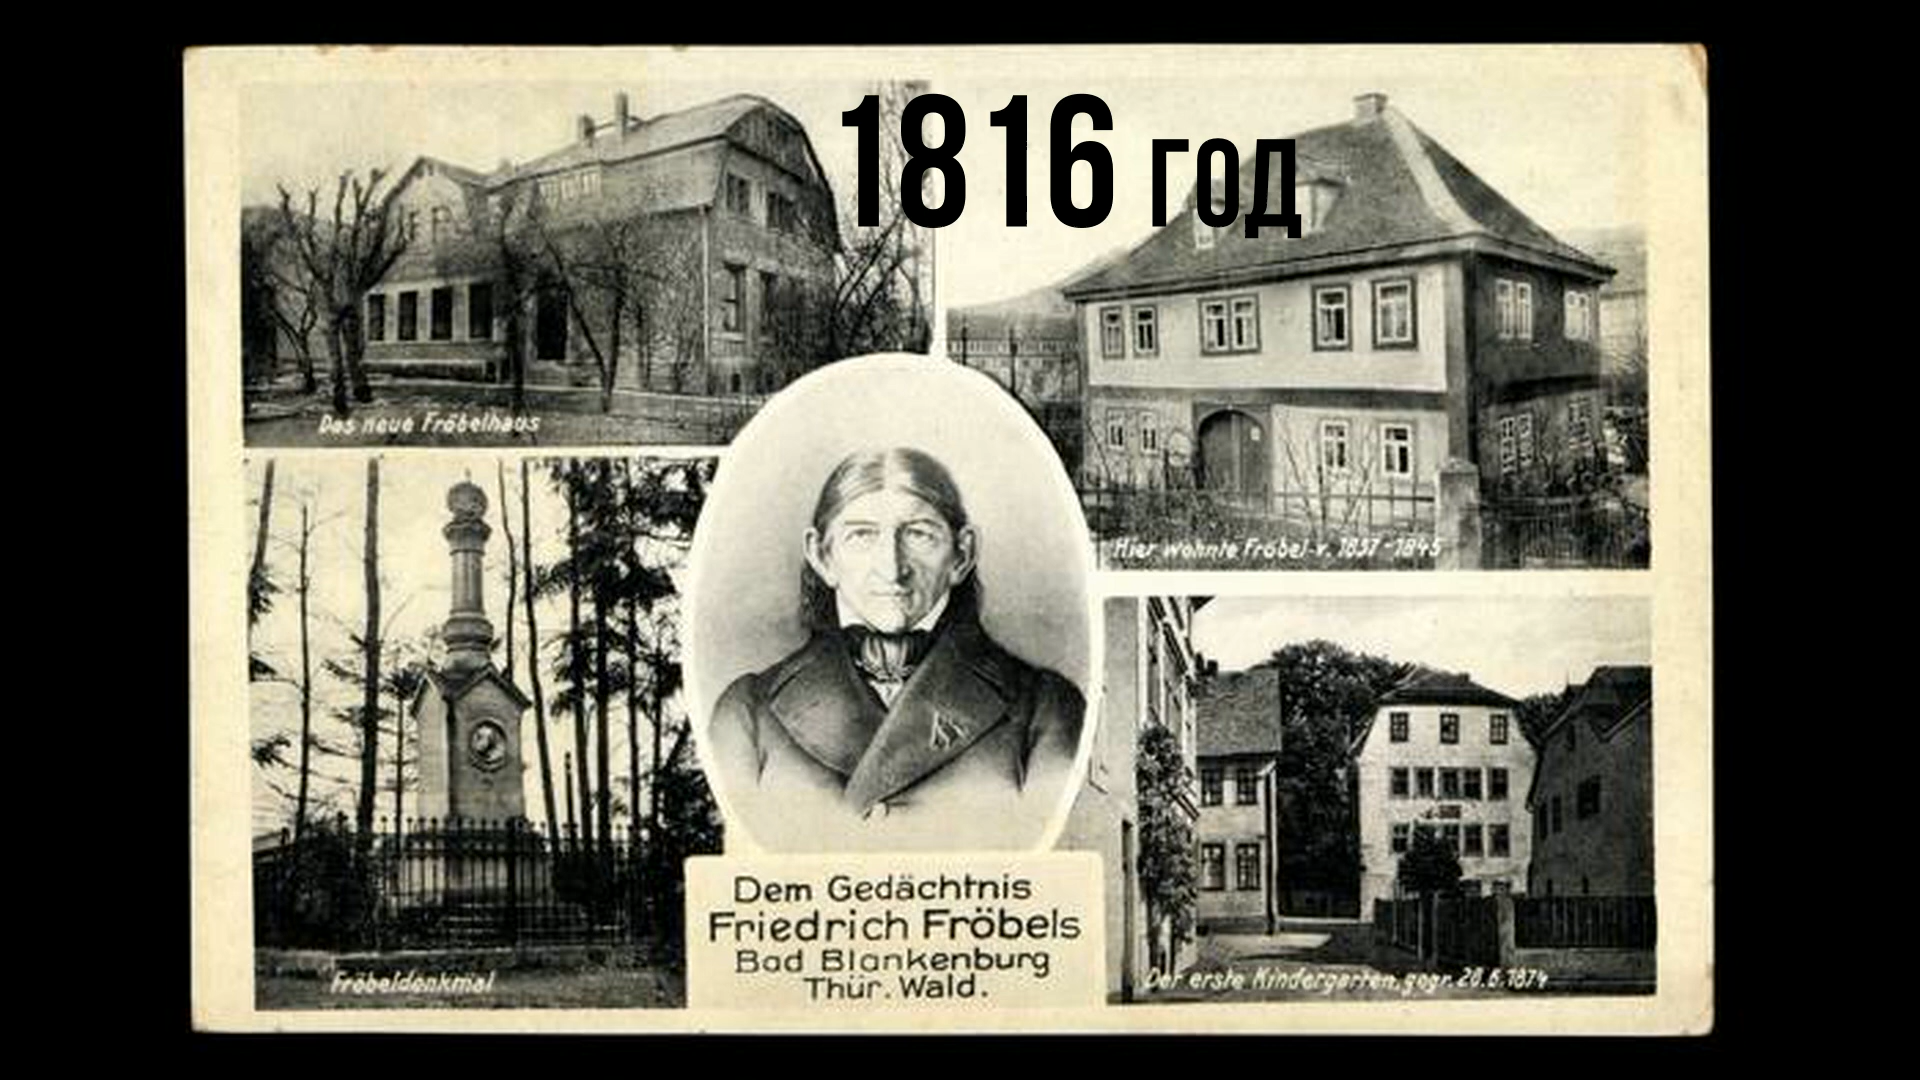 1816 год
Das neue Fröbelhaus
Hier wohnte Fröbel v. 1837-1845
Fröbeldenkmal
Dem Gedächtnis
Friedrich Fröbels
Bad Blankenburg
Thür. Wald.
Der erste Kindergarten, gegr. 28.6.1874